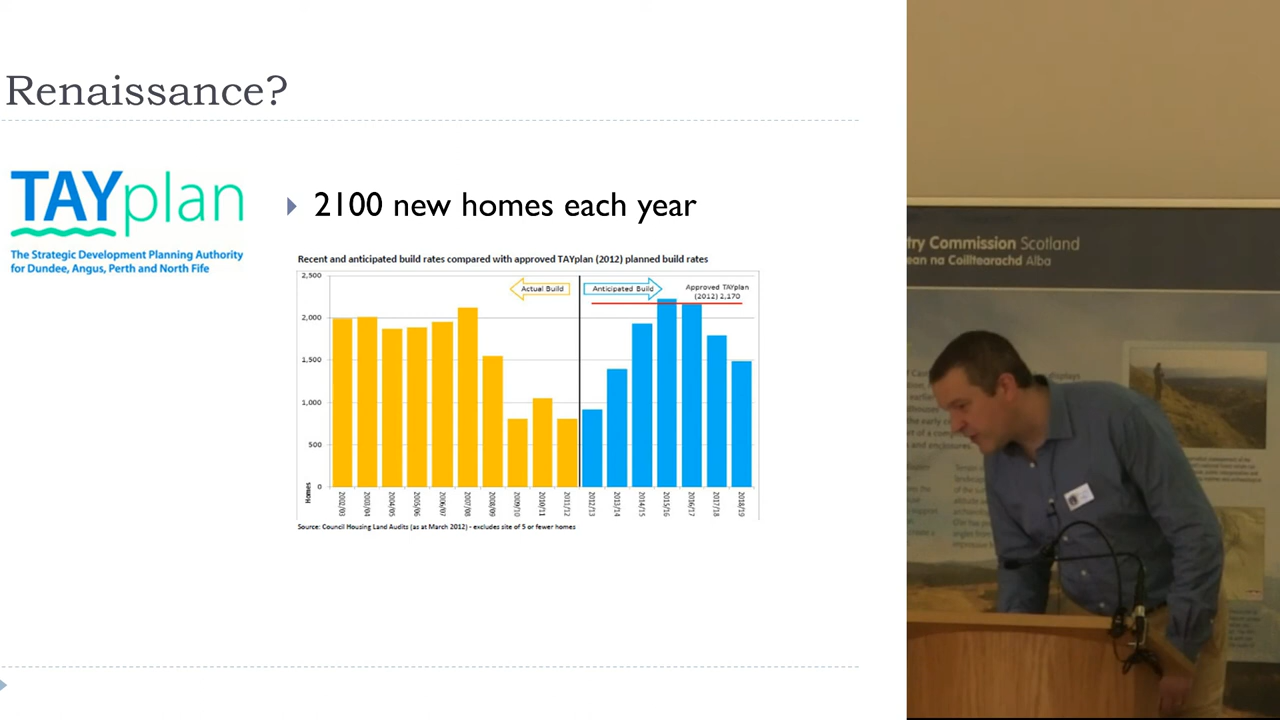 Renaissance?
TAYplan
The Strategic Development Planning Authority
for Dundee, Angus, Perth and North Fife
2100 new homes each year
Recent and anticipated build rates compared with approved TAYplan (2012) planned build rates
2,500
2,000
1,500
1,000
500
0
Homes
Actual Build
Anticipated Build
Approved TAYplan
(2012) 2,170
2002/03
2003/04
2004/05
2005/06
2006/07
2007/08
2008/09
2009/10
2010/11
2011/12
2012/13
2013/14
2014/15
2015/16
2016/17
2017/18
2018/19
Source: Council Housing Land Audits (as at March 2012) - excludes site of 5 or fewer homes
try Commission Scotland
ean na Coilltearachd Alba